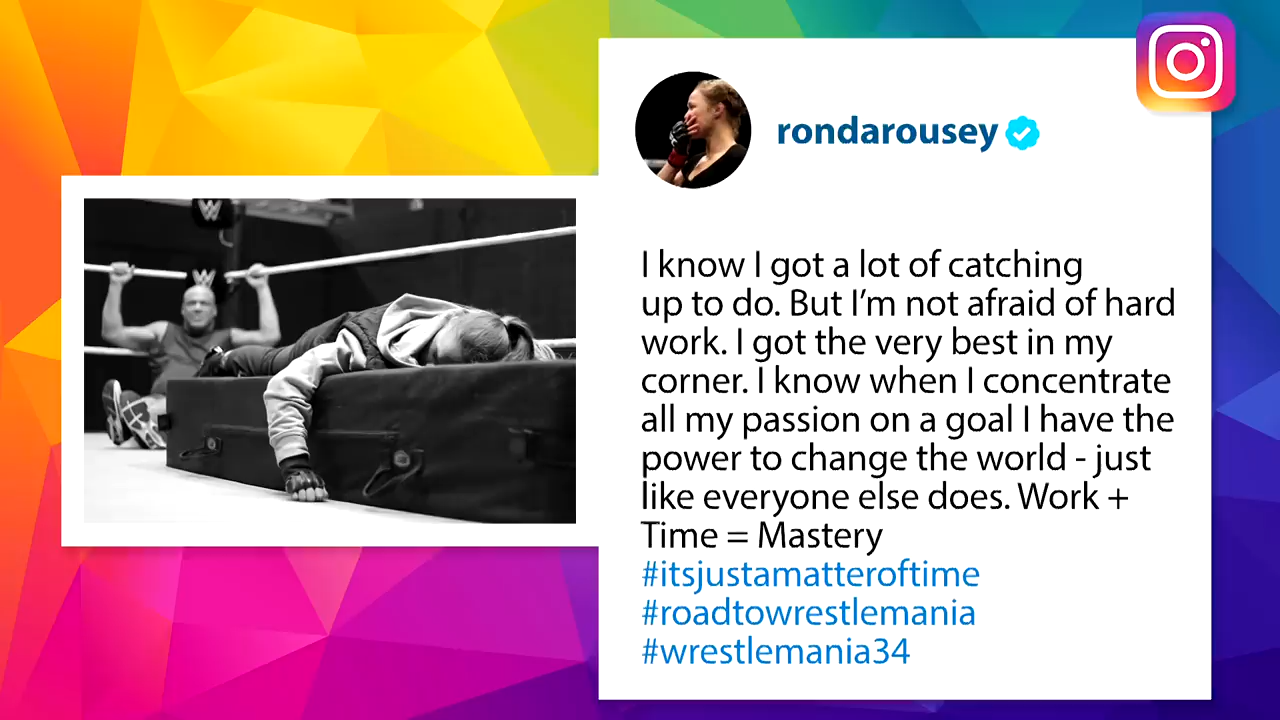 rondarousey
I know I got a lot of catching
up to do. But I’m not afraid of hard
work. I got the very best in my
corner. I know when I concentrate
all my passion on a goal I have the
power to change the world - just
like everyone else does. Work +
Time = Mastery
#itsjustamatteroftime
#roadtowrestlemania
#wrestlemania34